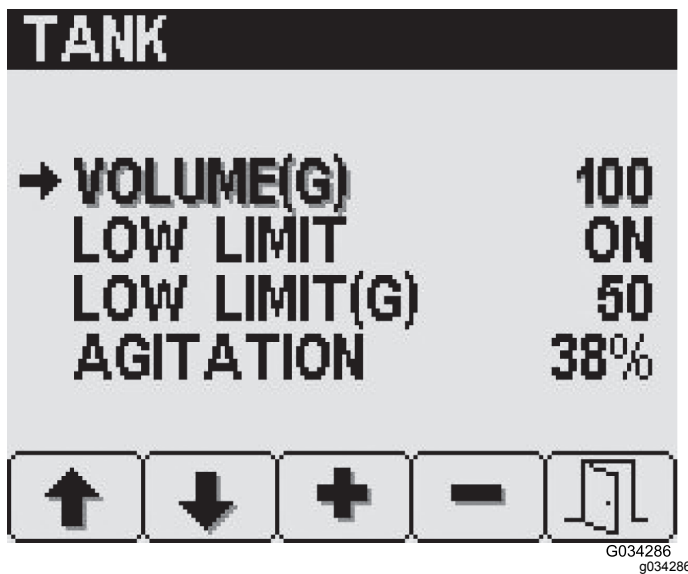 TANK
VOLUME(G) 100
LOW LIMIT ON
LOW LIMIT(G) 50
AGITATION 38%
G034286
g034286